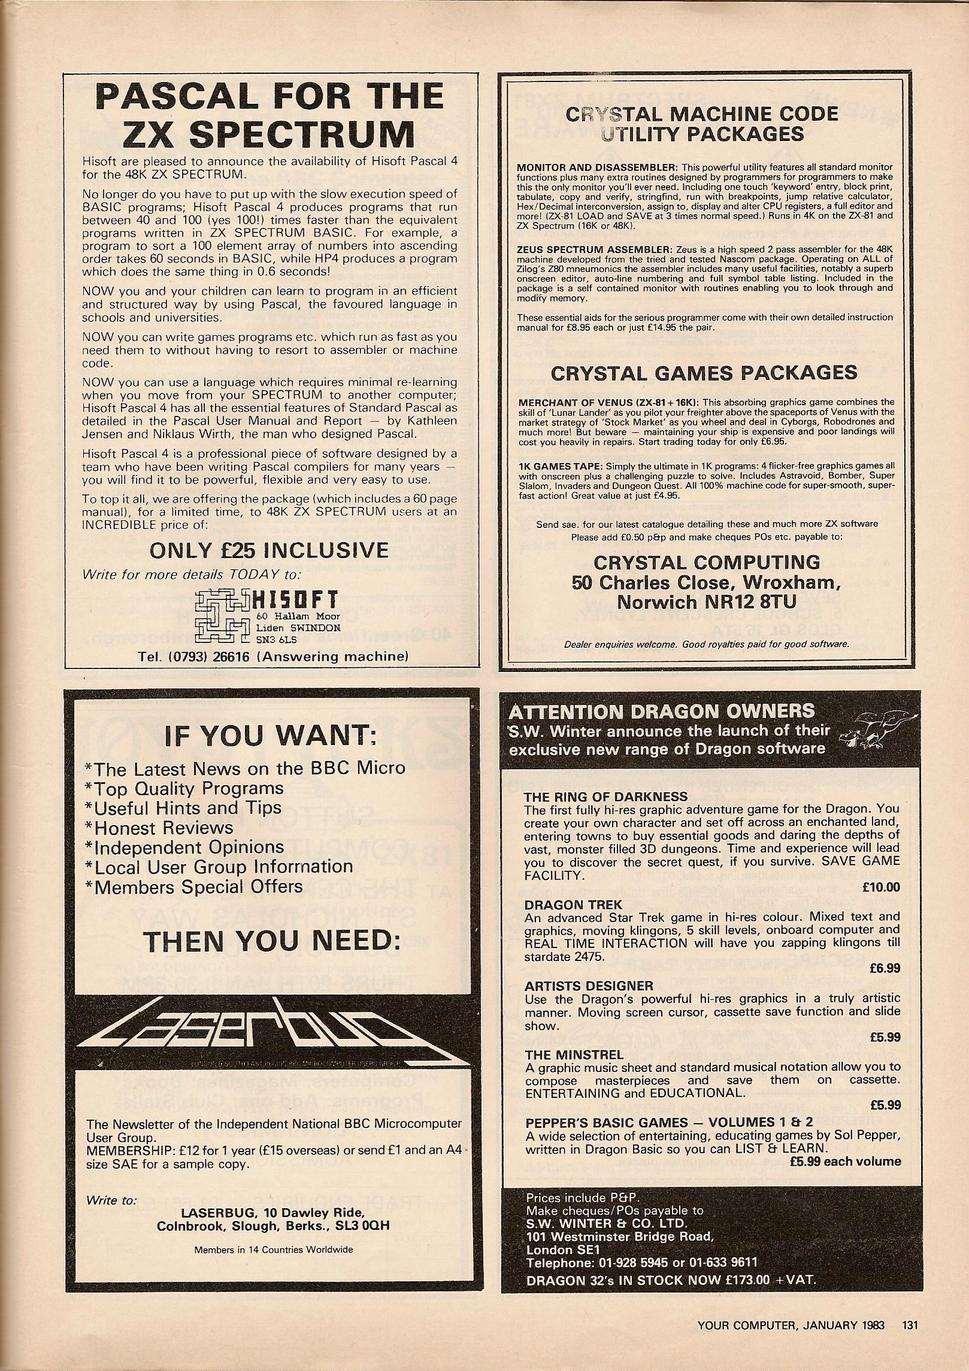 PASCAL FOR THE
ZX SPECTRUM
Hisoft are pleased to announce the availability of Hisoft Pascal 4
for the 48K ZX SPECTRUM.
No longer do you have to put up with the slow execution speed of
BASIC programs; Hisoft Pascal 4 produces programs that run
between 40 and 100 (yes 100!) times faster than the equivalent
programs written in ZX SPECTRUM BASIC. For example, a
program to sort a 100 element array of numbers into ascending
order takes 60 seconds in BASIC, while HP4 produces a program
which does the same thing in 0.6 seconds!
NOW you and your children can learn to program in an efficient
and structured way by using Pascal, the favoured language in
schools and universities.
NOW you can write games programs etc. which run as fast as you
need them to without having to resort to assembler or machine
code.
NOW you can use a language which requires minimal re-learning
when you move from your SPECTRUM to another computer;
Hisoft Pascal 4 has all the essential features of Standard Pascal as
detailed in the Pascal User Manual and Report — by Kathleen
Jensen and Niklaus Wirth, the man who designed Pascal.
Hisoft Pascal 4 is a professional piece of software designed by a
team who have been writing Pascal compilers for many years —
you will find it to be powerful, flexible and very easy to use.
To top it all, we are offering the package (which includes a 60 page
manual), for a limited time, to 48K ZX SPECTRUM users at an
INCREDIBLE price of:
ONLY £25 INCLUSIVE
Write for more details TODAY to:
HISOFT
60 Hallam Moor
Liden SWINDON
SN3 6LS
Tel. (0793) 26616 (Answering machine)
CRYSTAL MACHINE CODE
UTILITY PACKAGES
MONITOR AND DISASSEMBLER: This powerful utility features all standard monitor
functions plus many extra routines designed by programmers for programmers to make
this the only monitor you'll ever need. Including one touch 'keyword' entry, block print,
tabulate, copy and verify, stringfind, run with breakpoints, jump relative calculator,
Hex/Decimal interconversion, assign to, display and alter CPU registers, a full editor and
more! (ZX-81 LOAD and SAVE at 3 times normal speed.) Runs in 4K on the ZX-81 and
ZX Spectrum (16K or 48K).
ZEUS SPECTRUM ASSEMBLER: Zeus is a high speed 2 pass assembler for the 48K
machine developed from the tried and tested Nascom package. Operating on ALL of
Zilog's Z80 mneumonics the assembler includes many useful facilities, notably a superb
onscreen editor, auto-line numbering and full symbol table listing. Included in the
package is a self contained monitor with routines enabling you to look through and
modify memory.
These essential aids for the serious programmer come with their own detailed instruction
manual for £8.95 each or just £14.95 the pair.
CRYSTAL GAMES PACKAGES
MERCHANT OF VENUS (ZX-81 + 16K): This absorbing graphics game combines the
skill of 'Lunar Lander' as you pilot your freighter above the spaceports of Venus with the
market strategy of 'Stock Market' as you wheel and deal in Cyborgs, Robodrones and
much more! But beware — maintaining your ship is expensive and poor landings will
cost you heavily in repairs. Start trading today for only £6.95.
1K GAMES TAPE: Simply the ultimate in 1K programs: 4 flicker-free graphics games all
with onscreen plus a challenging puzzle to solve. Includes Astravoid, Bomber, Super
Slalom, Invaders and Dungeon Quest. All 100% machine code for super-smooth, super-
fast action! Great value at just £4.95.
Send sae. for our latest catalogue detailing these and much more ZX software
Please add £0.50 p&p and make cheques POs etc. payable to:
CRYSTAL COMPUTING
50 Charles Close, Wroxham,
Norwich NR12 8TU
Dealer enquiries welcome. Good royalties paid for good software.
IF YOU WANT:
*The Latest News on the BBC Micro
*Top Quality Programs
*Useful Hints and Tips
*Honest Reviews
*Independent Opinions
*Local User Group Information
*Members Special Offers
THEN YOU NEED:
Laserbug
The Newsletter of the Independent National BBC Microcomputer
User Group.
MEMBERSHIP: £12 for 1 year (£15 overseas) or send £1 and an A4
size SAE for a sample copy.
Write to:
LASERBUG, 10 Dawley Ride,
Colnbrook, Slough, Berks., SL3 0QH
Members in 14 Countries Worldwide
ATTENTION DRAGON OWNERS
S.W. Winter announce the launch of their
exclusive new range of Dragon software
THE RING OF DARKNESS
The first fully hi-res graphic adventure game for the Dragon. You
create your own character and set off across an enchanted land,
entering towns to buy essential goods and daring the depths of
vast, monster filled 3D dungeons. Time and experience will lead
you to discover the secret quest, if you survive. SAVE GAME
FACILITY.
£10.00
DRAGON TREK
An advanced Star Trek game in hi-res colour. Mixed text and
graphics, moving klingons, 5 skill levels, onboard computer and
REAL TIME INTERACTION will have you zapping klingons till
stardate 2475.
£6.99
ARTISTS DESIGNER
Use the Dragon's powerful hi-res graphics in a truly artistic
manner. Moving screen cursor, cassette save function and slide
show.
£5.99
THE MINSTREL
A graphic music sheet and standard musical notation allow you to
compose masterpieces and save them on cassette.
ENTERTAINING and EDUCATIONAL.
£5.99
PEPPER'S BASIC GAMES — VOLUMES 1 & 2
A wide selection of entertaining, educating games by Sol Pepper,
written in Dragon Basic so you can LIST & LEARN.
£5.99 each volume
Prices include P&P.
Make cheques/POs payable to
S.W. WINTER & CO. LTD.
101 Westminster Bridge Road,
London SE1
Telephone: 01-928 5945 or 01-633 9611
DRAGON 32's IN STOCK NOW £173.00 +VAT.
YOUR COMPUTER, JANUARY 1983 131